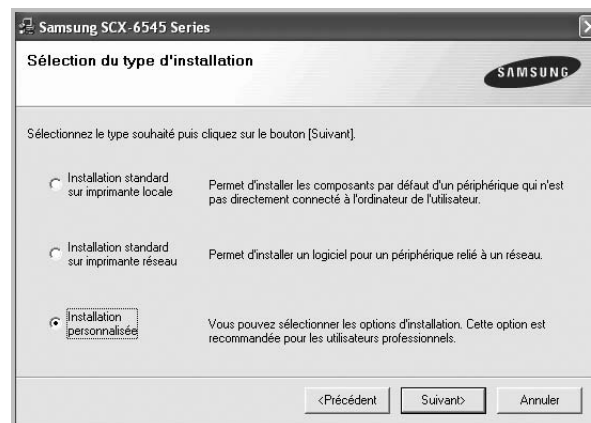 Samsung SCX-6545 Series
Sélection du type d'installation
SAMSUNG
Sélectionnez le type souhaité puis cliquez sur le bouton [Suivant].
Installation standard
sur imprimante locale
Permet d'installer les composants par défaut d'un périphérique qui n'est
pas directement connecté à l'ordinateur de l'utilisateur.
Installation standard
sur imprimante réseau
Permet d'installer un logiciel pour un périphérique relié à un réseau.
Installation
personnalisée
Vous pouvez sélectionner les options d'installation. Cette option est
recommandée pour les utilisateurs professionnels.
<Précédent
Suivant>
Annuler